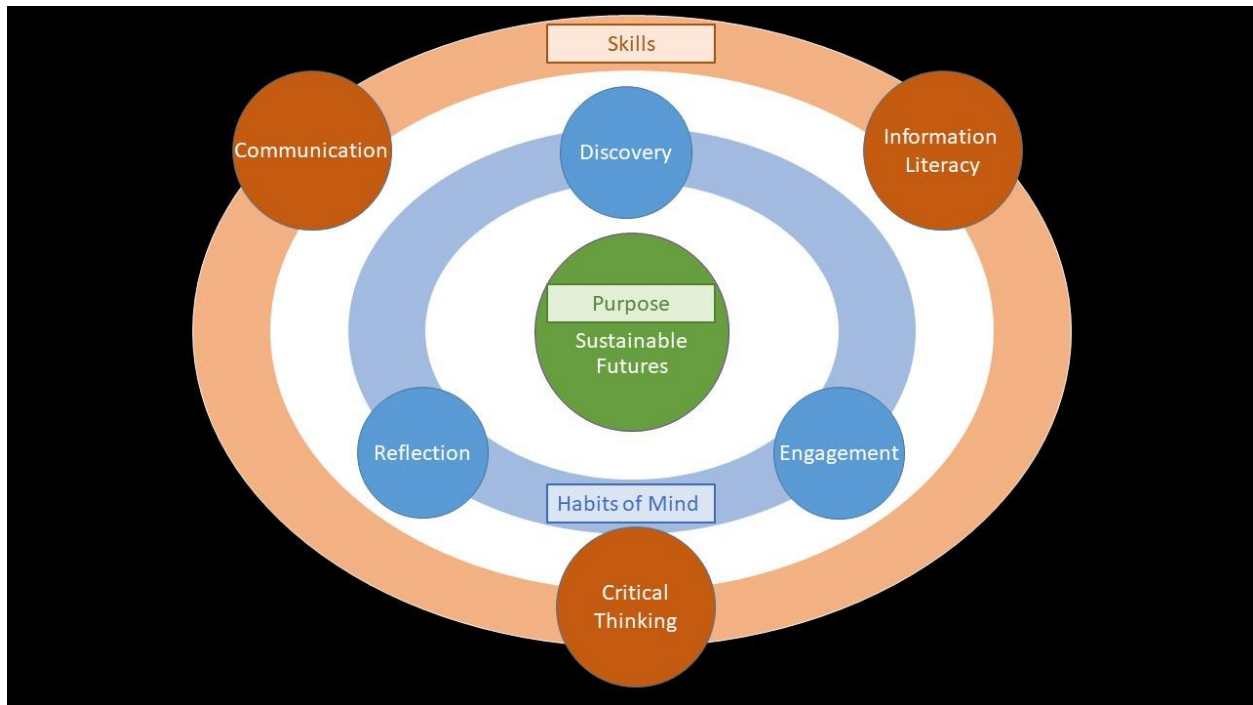 Skills
Communication
Discovery
Information
Literacy
Purpose
Sustainable
Futures
Reflection
Engagement
Habits of Mind
Critical
Thinking